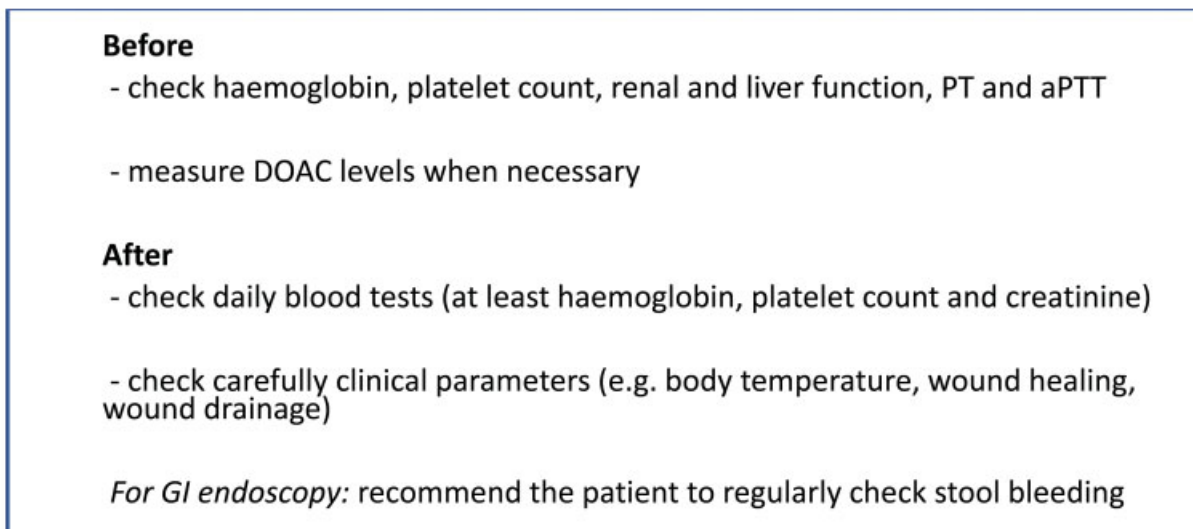 Before
- check haemoglobin, platelet count, renal and liver function, PT and aPTT
- measure DOAC levels when necessary
After
- check daily blood tests (at least haemoglobin, platelet count and creatinine)
- check carefully clinical parameters (e.g. body temperature, wound healing,
wound drainage)
For GI endoscopy: recommend the patient to regularly check stool bleeding